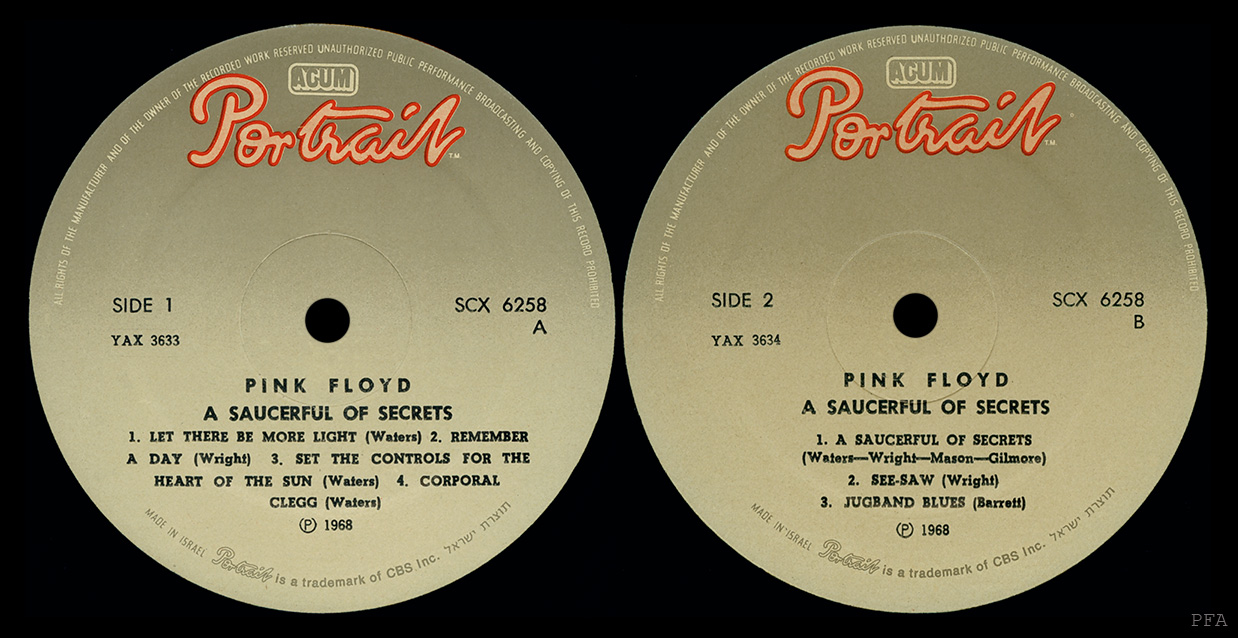 ALL RIGHTS OF THE MANUFACTURER AND OF THE OWNER OF THE RECORDED WORK RESERVED UNAUTHORIZED PUBLIC PERFORMANCE BROADCASTING AND COPYING OF THIS RECORD PROHIBITED
ACUM
Portrait T.M.
SIDE 1
SCX 6258
A
YAX 3633
PINK FLOYD
A SAUCERFUL OF SECRETS
1. LET THERE BE MORE LIGHT (Waters) 2. REMEMBER
A DAY (Wright) 3. SET THE CONTROLS FOR THE
HEART OF THE SUN (Waters) 4. CORPORAL
CLEGG (Waters)
Ⓟ 1968
MADE IN ISRAEL Portrait is a trademark of CBS Inc. תוצרת ישראל
ALL RIGHTS OF THE MANUFACTURER AND OF THE OWNER OF THE RECORDED WORK RESERVED UNAUTHORIZED PUBLIC PERFORMANCE BROADCASTING AND COPYING OF THIS RECORD PROHIBITED
ACUM
Portrait T.M.
SIDE 2
SCX 6258
B
YAX 3634
PINK FLOYD
A SAUCERFUL OF SECRETS
1. A SAUCERFUL OF SECRETS
(Waters—Wright—Mason—Gilmore)
2. SEE-SAW (Wright)
3. JUGBAND BLUES (Barrett)
Ⓟ 1968
MADE IN ISRAEL Portrait is a trademark of CBS Inc. תוצרת ישראל
PFA